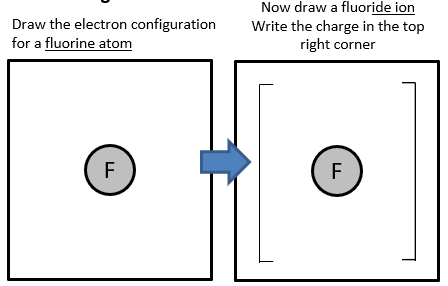 Draw the electron configuration
for a fluorine atom
Now draw a fluoride ion
Write the charge in the top
right corner
F
F